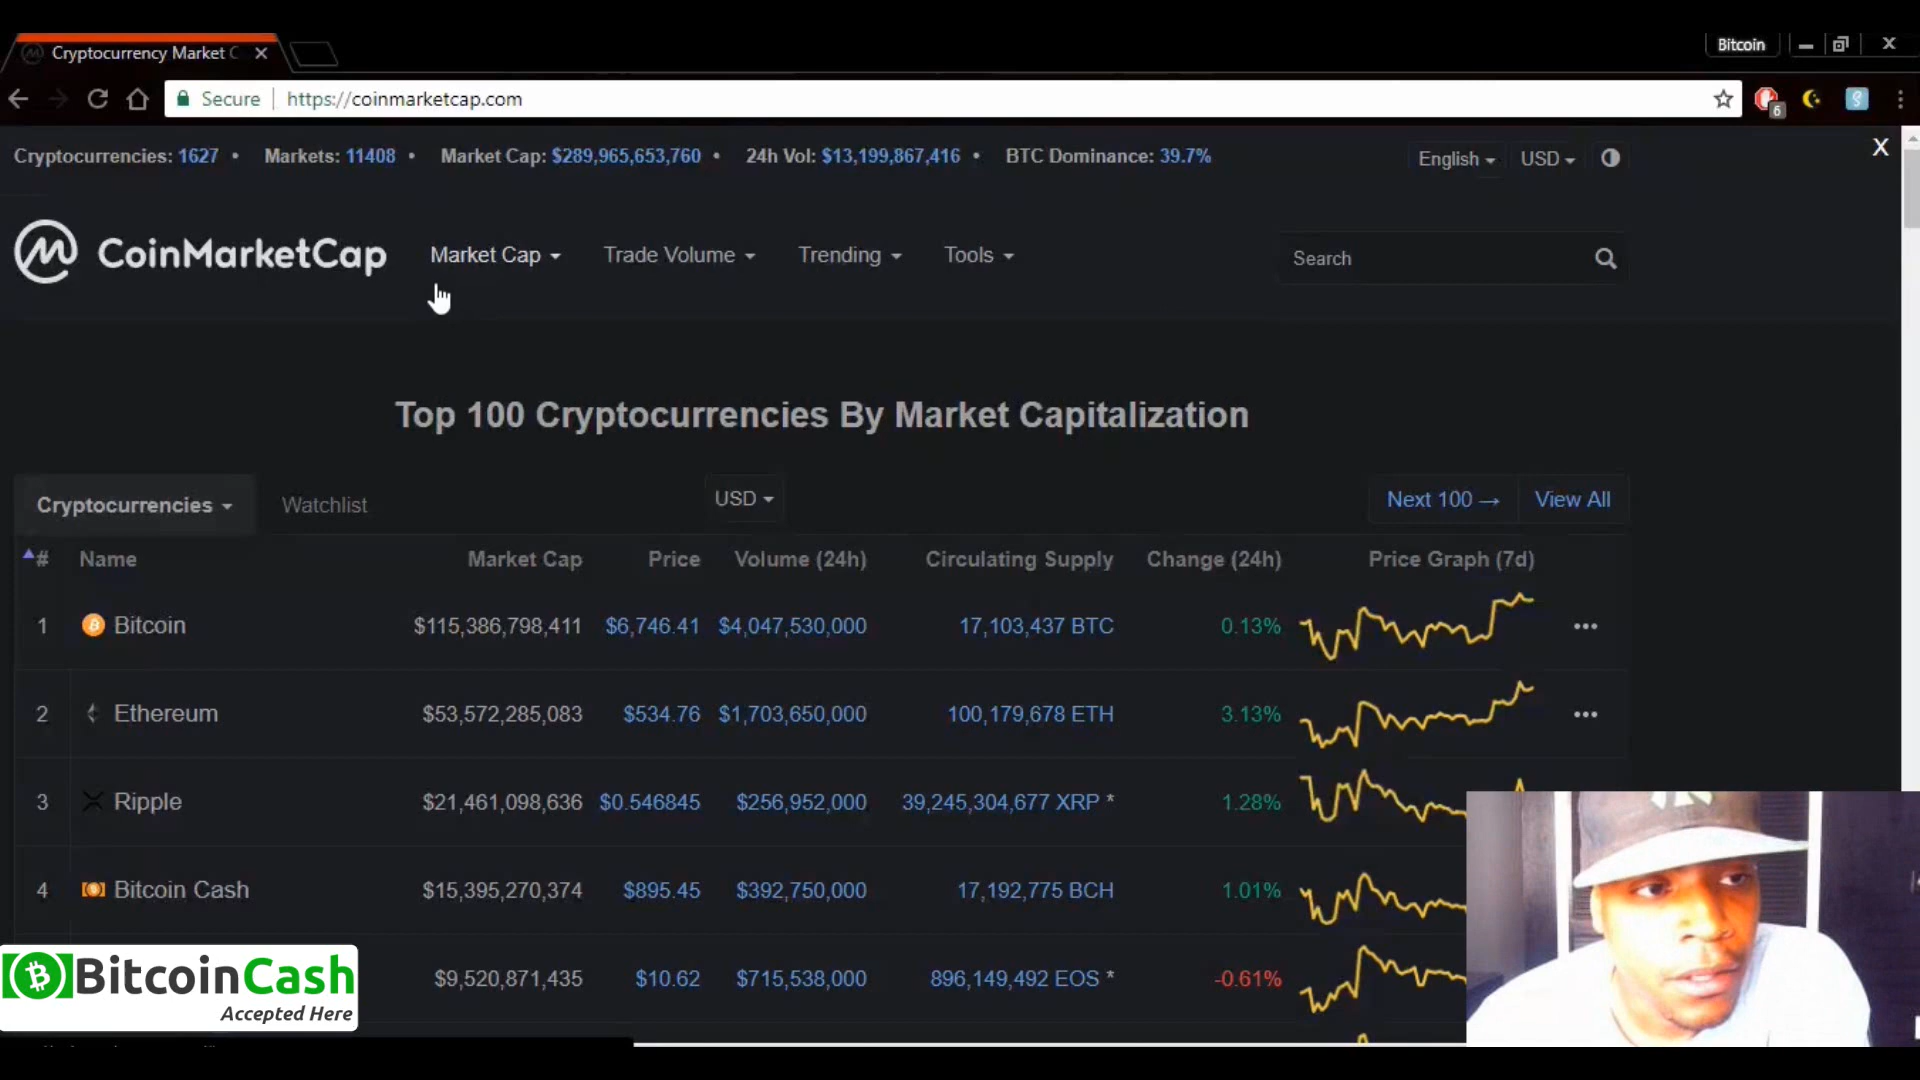 Cryptocurrency Market C
Bitcoin
Secure https://coinmarketcap.com
6
Cryptocurrencies: 1627 • Markets: 11408 • Market Cap: $289,965,653,760 • 24h Vol: $13,199,867,416 • BTC Dominance: 39.7%
English USD
X
CoinMarketCap Market Cap Trade Volume Trending Tools Search
Top 100 Cryptocurrencies By Market Capitalization
Cryptocurrencies Watchlist USD Next 100 → View All
# Name Market Cap Price Volume (24h) Circulating Supply Change (24h) Price Graph (7d)
1 Bitcoin $115,386,798,411 $6,746.41 $4,047,530,000 17,103,437 BTC 0.13%
2 Ethereum $53,572,285,083 $534.76 $1,703,650,000 100,179,678 ETH 3.13%
3 Ripple $21,461,098,636 $0.546845 $256,952,000 39,245,304,677 XRP * 1.28%
4 Bitcoin Cash $15,395,270,374 $895.45 $392,750,000 17,192,775 BCH 1.01%
$9,520,871,435 $10.62 $715,538,000 896,149,492 EOS * -0.61%
BitcoinCash
Accepted Here